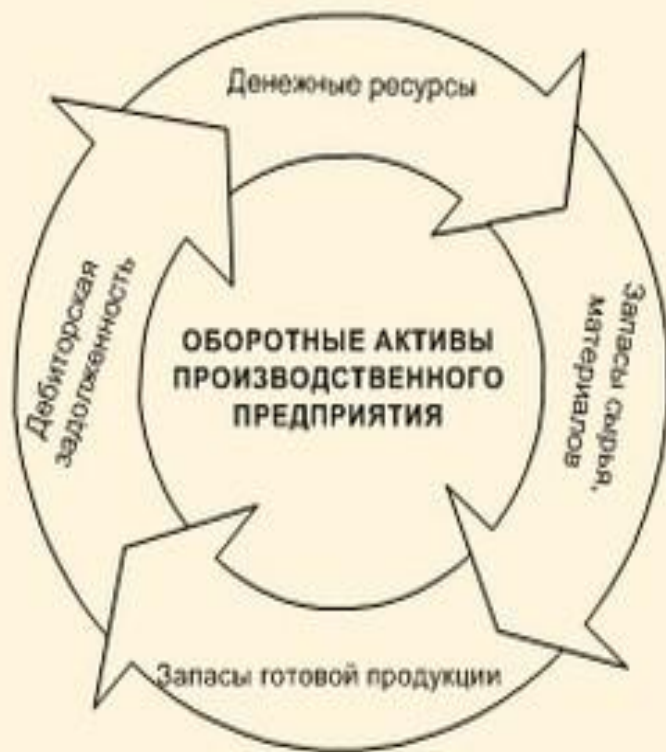 Денежные ресурсы
Запасы сырья,
материалов
Запасы готовой продукции
Дебиторская
задолженность
ОБОРОТНЫЕ АКТИВЫ
ПРОИЗВОДСТВЕННОГО
ПРЕДПРИЯТИЯ